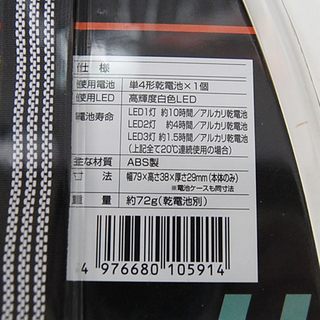 仕 様
使用電池 単4形乾電池×1個
使用LED 高輝度白色LED
電池寿命 LED1灯 約10時間/アルカリ乾電池
LED2灯 約4時間/アルカリ乾電池
LED3灯 約1.5時間/アルカリ乾電池
(上記全て20℃連続使用の場合)
主な材質 ABS製
寸 法 幅79×高さ38×厚さ29mm(本体のみ)
※電池ケースも同寸法
重 量 約72g(乾電池別)
4 976680 105914